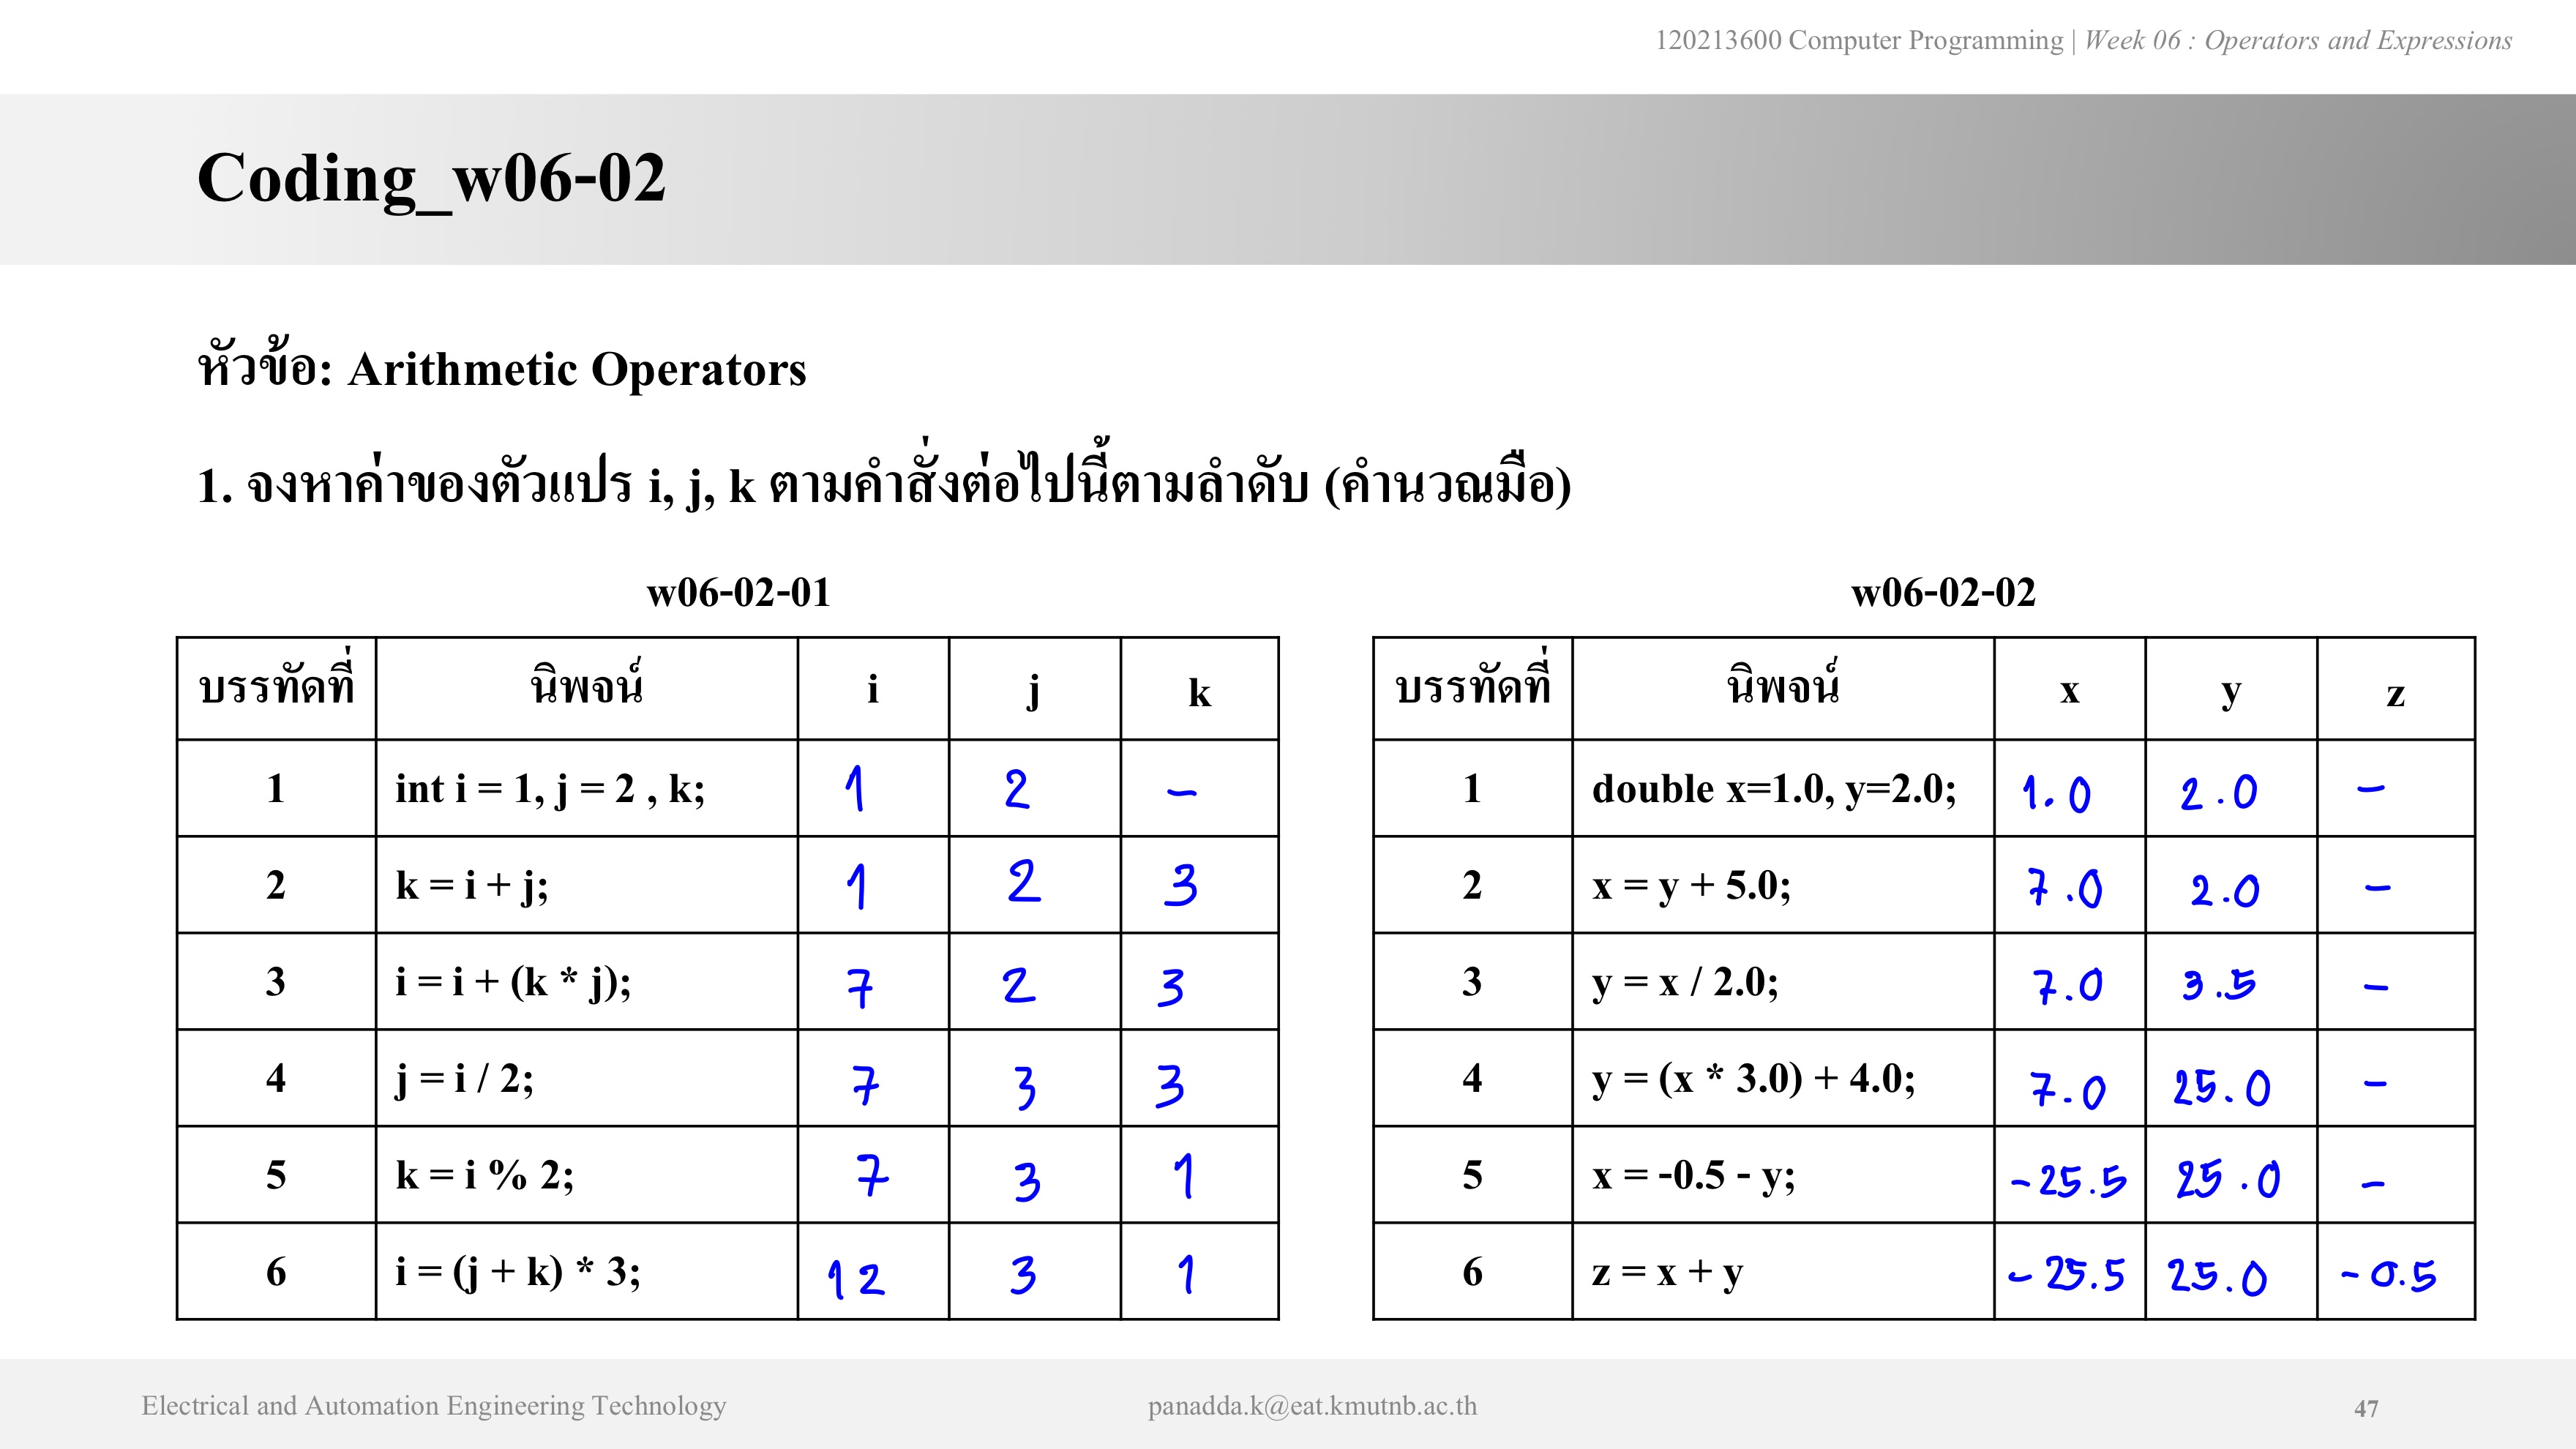 120213600 Computer Programming | Week 06 : Operators and Expressions
Coding_w06-02
หัวข้อ: Arithmetic Operators
1. จงหาค่าของตัวแปร i, j, k ตามคำสั่งต่อไปนี้ตามลำดับ (คำนวณมือ)
w06-02-01
บรรทัดที่ นิพจน์ i j k
1 int i = 1, j = 2 , k; 1 2 -
2 k = i + j; 1 2 3
3 i = i + (k * j); 7 2 3
4 j = i / 2; 7 3 3
5 k = i % 2; 7 3 1
6 i = (j + k) * 3; 12 3 1
w06-02-02
บรรทัดที่ นิพจน์ x y z
1 double x=1.0, y=2.0; 1.0 2.0 -
2 x = y + 5.0; 7.0 2.0 -
3 y = x / 2.0; 7.0 3.5 -
4 y = (x * 3.0) + 4.0; 7.0 25.0 -
5 x = -0.5 - y; -25.5 25.0 -
6 z = x + y -25.5 25.0 -0.5
Electrical and Automation Engineering Technology
panadda.k@eat.kmutnb.ac.th
47